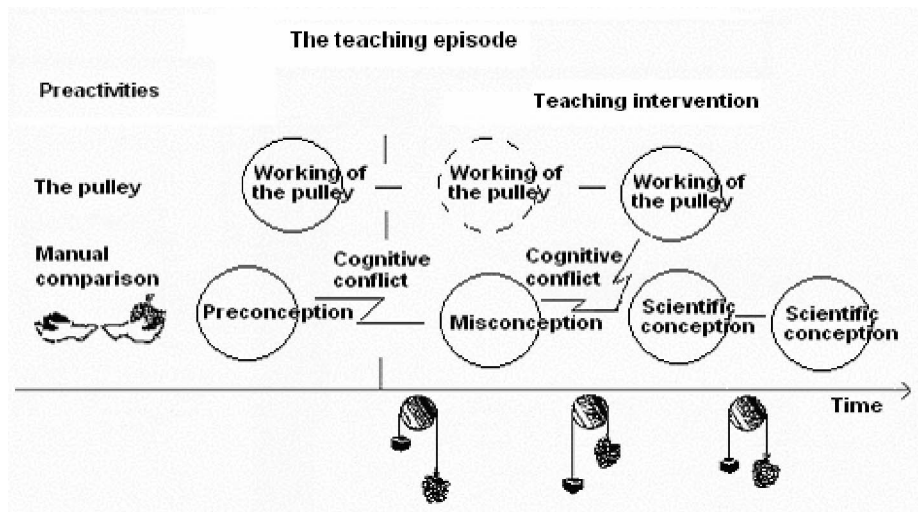 The teaching episode
Preactivities
Teaching intervention
The pulley
Working of
the pulley
Working of
the pulley
Working of
the pulley
Manual
comparison
Cognitive
conflict
Cognitive
conflict
Preconception
Misconception
Scientific
conception
Scientific
conception
Time